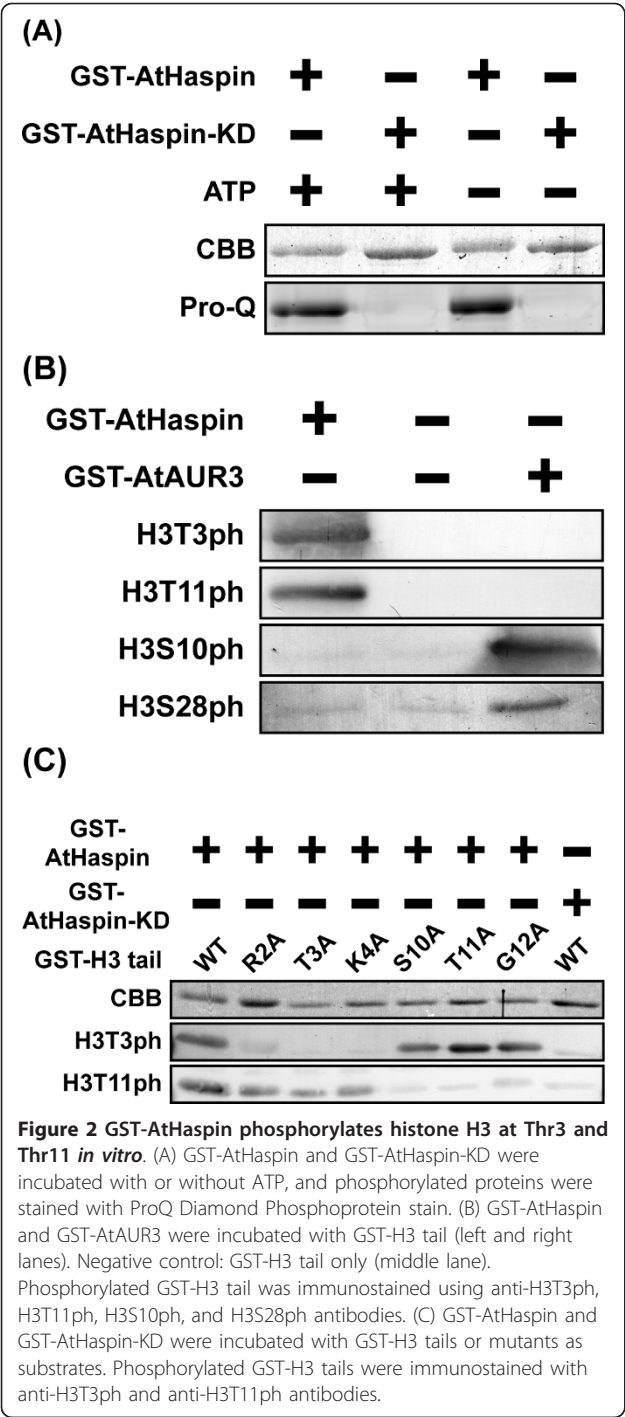 (A)
GST-AtHaspin + − + −
GST-AtHaspin-KD − + − +
ATP + + − −
CBB
Pro-Q
(B)
GST-AtHaspin + − −
GST-AtAUR3 − − +
H3T3ph
H3T11ph
H3S10ph
H3S28ph
(C)
GST-
AtHaspin + + + + + + + −
GST-
AtHaspin-KD − − − − − − − +
GST-H3 tail WT R2A T3A K4A S10A T11A G12A WT
CBB
H3T3ph
H3T11ph
Figure 2 GST-AtHaspin phosphorylates histone H3 at Thr3 and
Thr11 in vitro. (A) GST-AtHaspin and GST-AtHaspin-KD were
incubated with or without ATP, and phosphorylated proteins were
stained with ProQ Diamond Phosphoprotein stain. (B) GST-AtHaspin
and GST-AtAUR3 were incubated with GST-H3 tail (left and right
lanes). Negative control: GST-H3 tail only (middle lane).
Phosphorylated GST-H3 tail was immunostained using anti-H3T3ph,
H3T11ph, H3S10ph, and H3S28ph antibodies. (C) GST-AtHaspin and
GST-AtHaspin-KD were incubated with GST-H3 tails or mutants as
substrates. Phosphorylated GST-H3 tails were immunostained with
anti-H3T3ph and anti-H3T11ph antibodies.